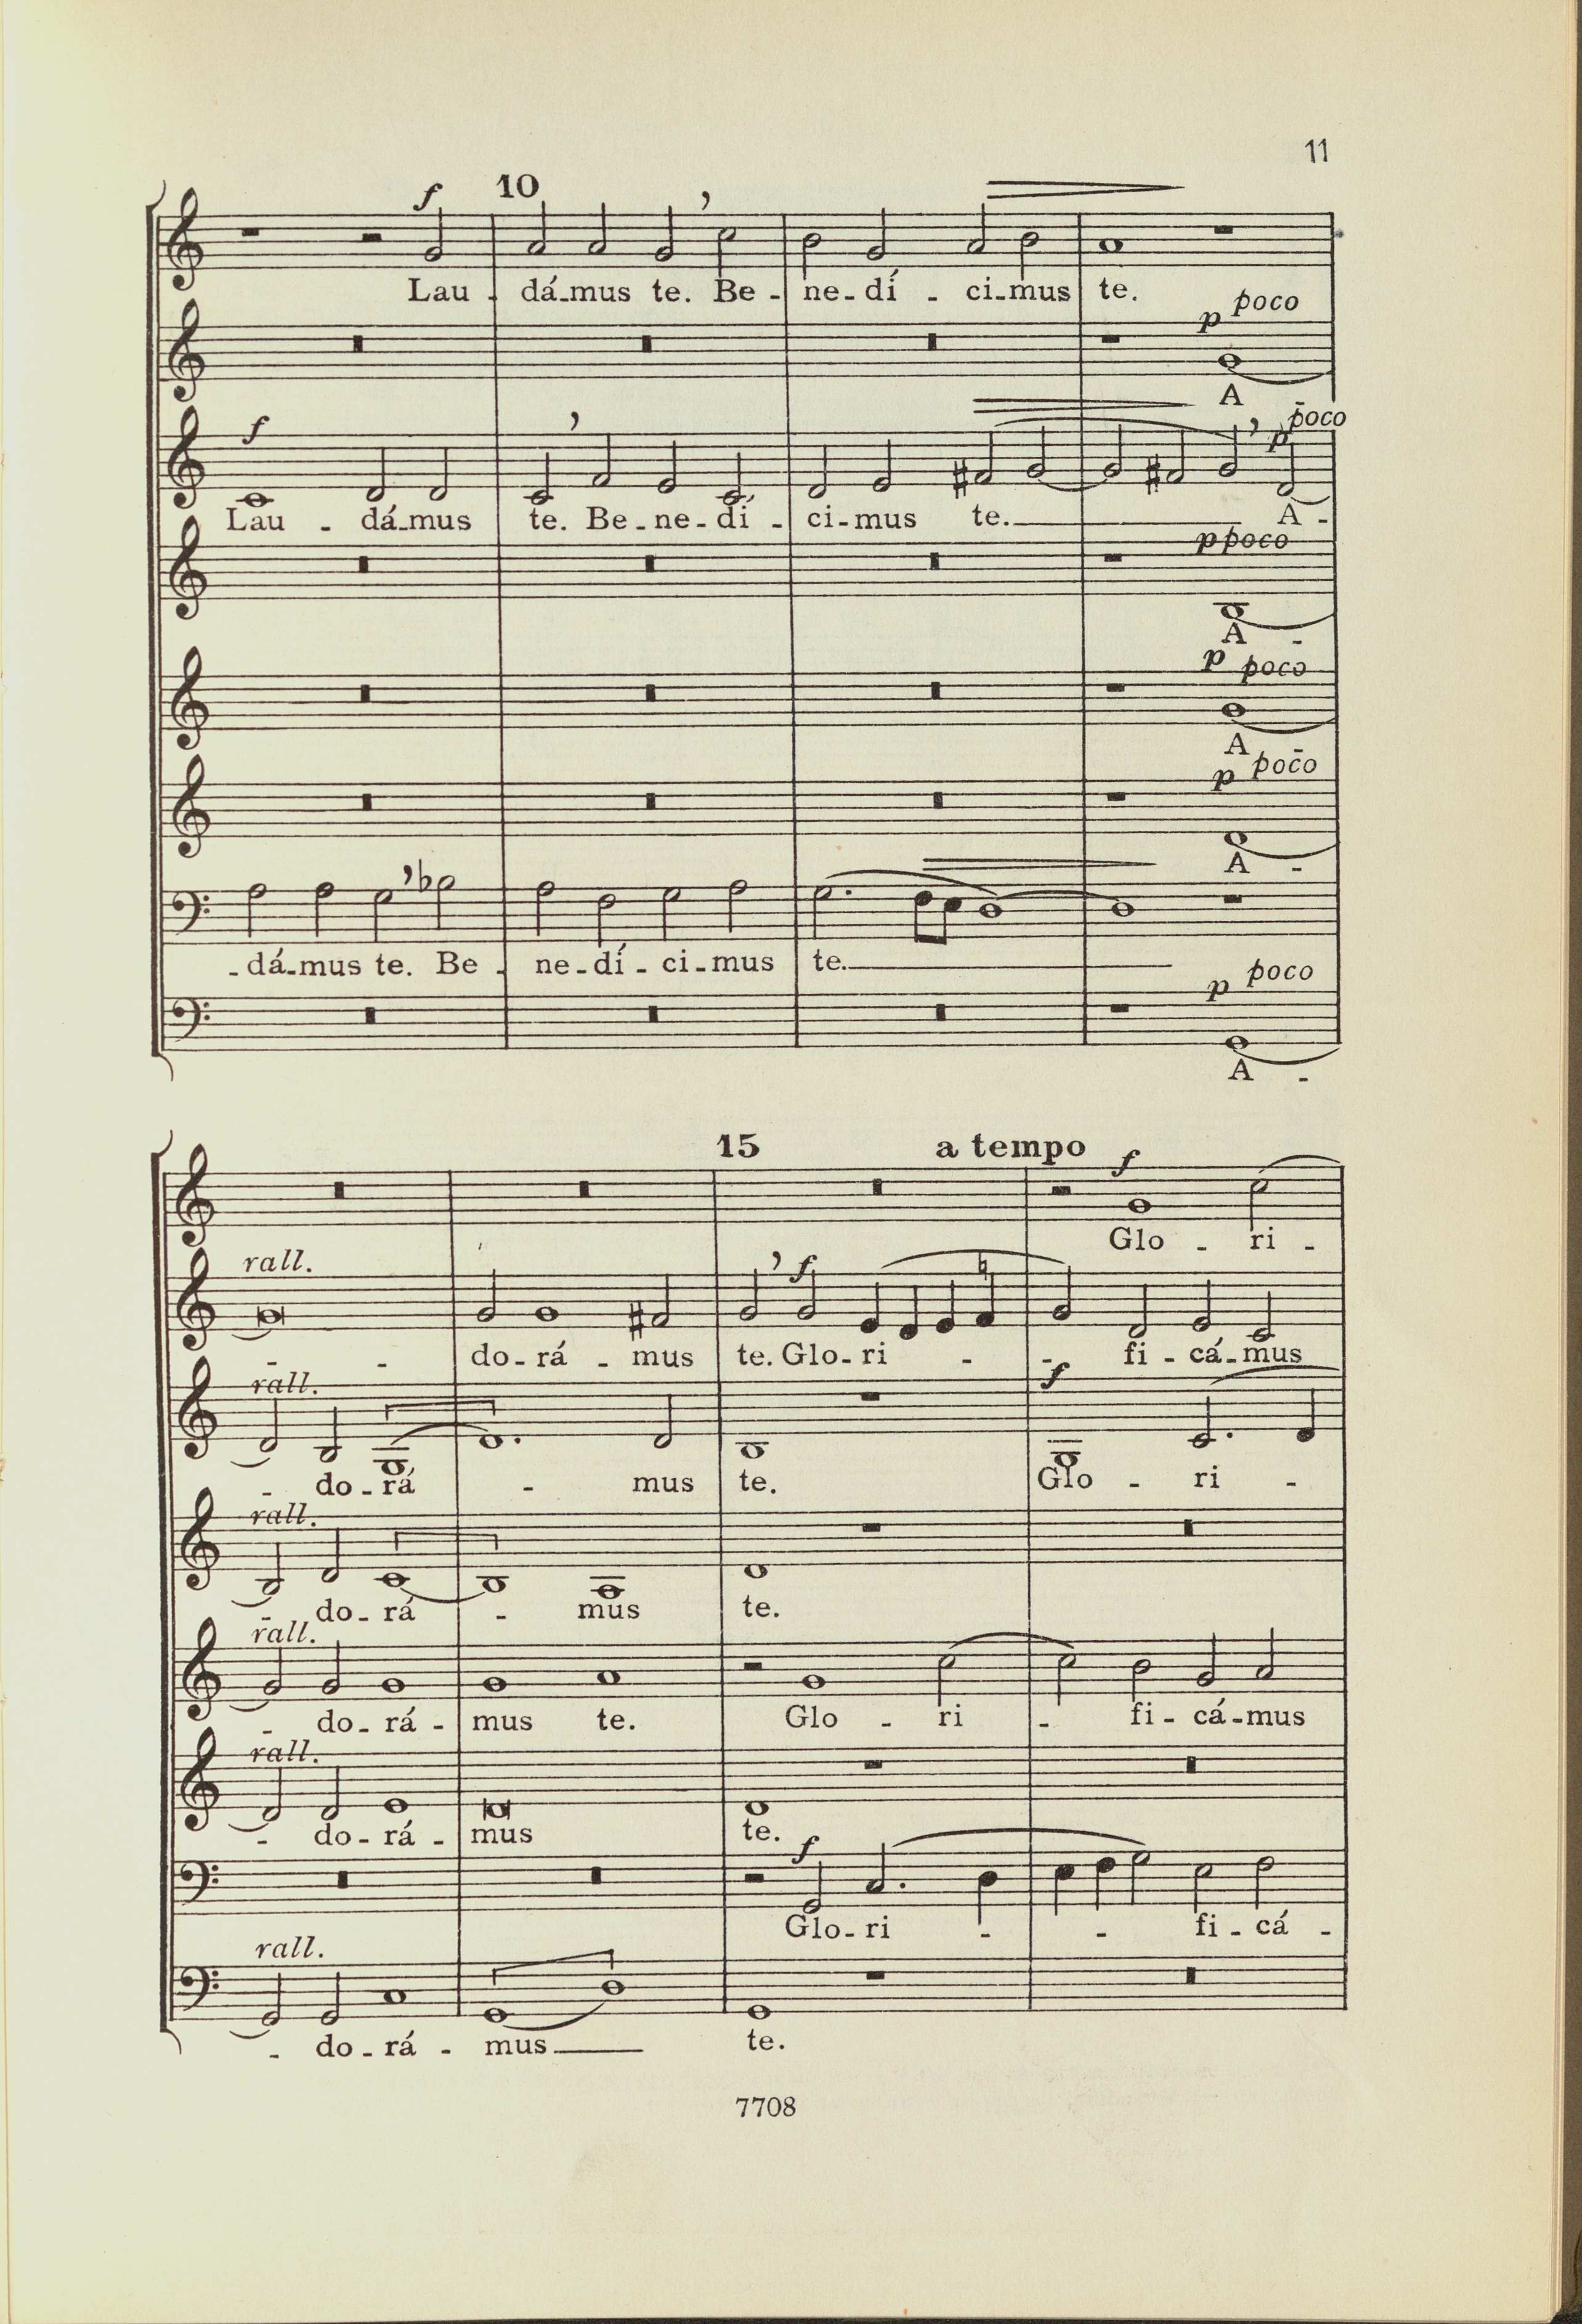 11
f 10
Lau - dá-mus te. Be - ne-dí - ci-mus te.
p poco
A -
f p poco
Lau - dá-mus te. Be-ne-dí - ci-mus te. A -
p poco
A -
p poco
A -
p poco
A -
- dá-mus te. Be - ne-dí-ci-mus te.
p poco
A -
15 a tempo f
Glo - ri -
rall. f
- - do-rá - mus te. Glo-ri - - fi-cá-mus
rall. f
- do-rá - mus te. Glo - ri -
rall.
- do-rá - mus te.
rall.
- do-rá - mus te. Glo - ri - fi-cá-mus
rall.
- do-rá - mus te.
f
Glo-ri - - fi-cá -
rall.
- do-rá - mus te.
7708